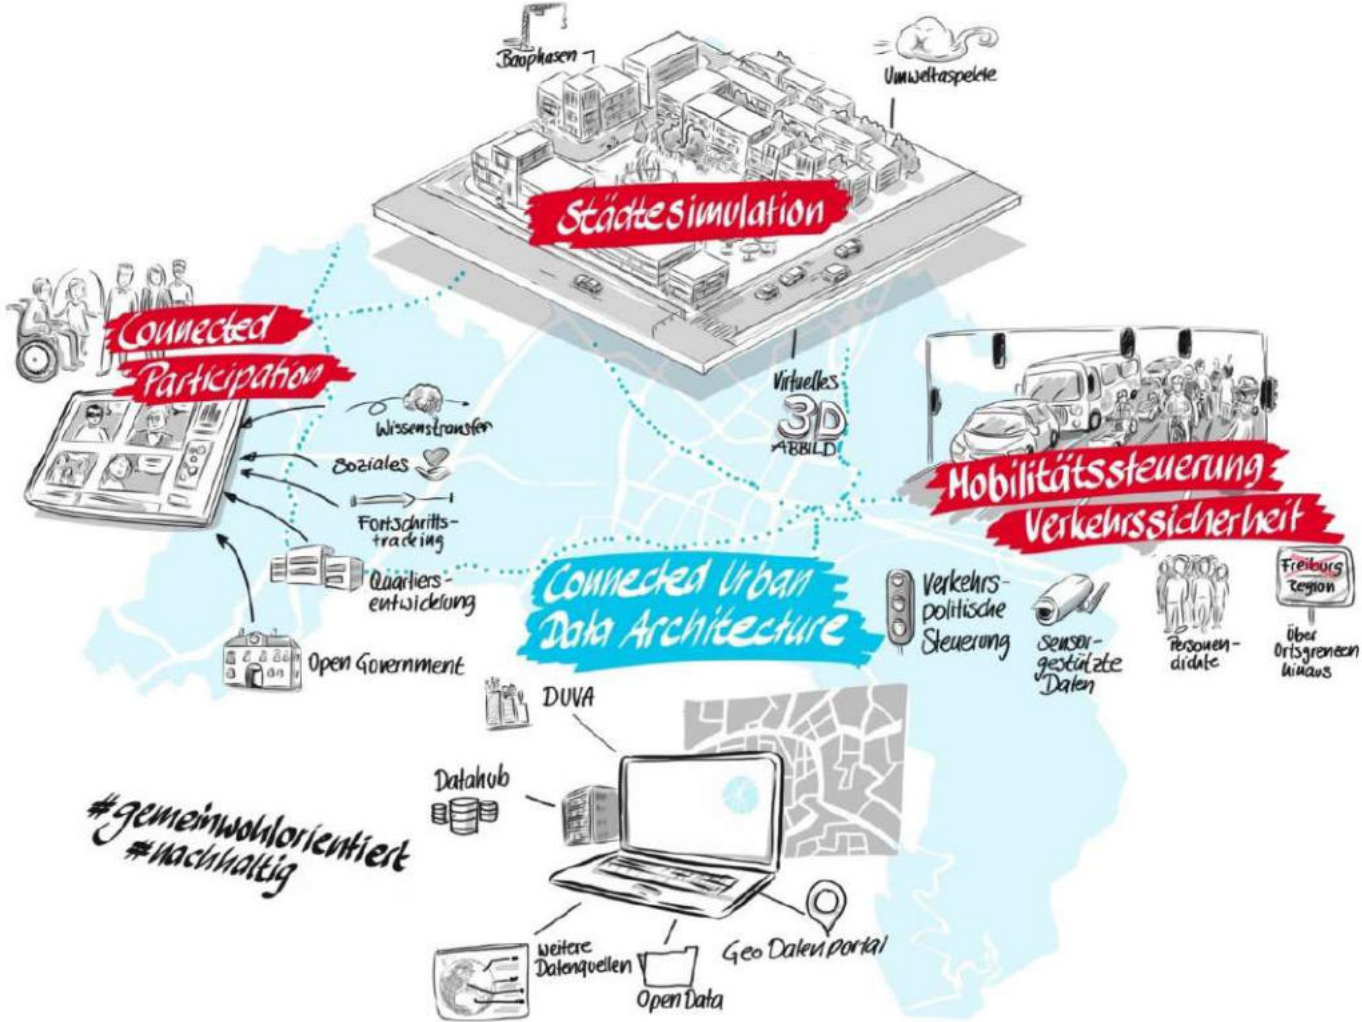 Bauphasen
Umweltaspekte
Städtesimulation
Connected
Participation
Wissenstransfer
Soziales
Fortschritts-
tracking
Quartiers-
entwicklung
Open Government
Virtuelles
3D
ABBILD
Mobilitätssteuerung
Verkehrssicherheit
Verkehrs-
politische
Steuerung
Sensor-
gestützte
Daten
Personen-
dichte
Freiburg
Region
Über
Ortsgrenzen
hinaus
Connected Urban
Data Architecture
DUVA
Datahub
weitere
Datenquellen
Open Data
Geo Datenportal
#gemeinwohlorientiert
#nachhaltig